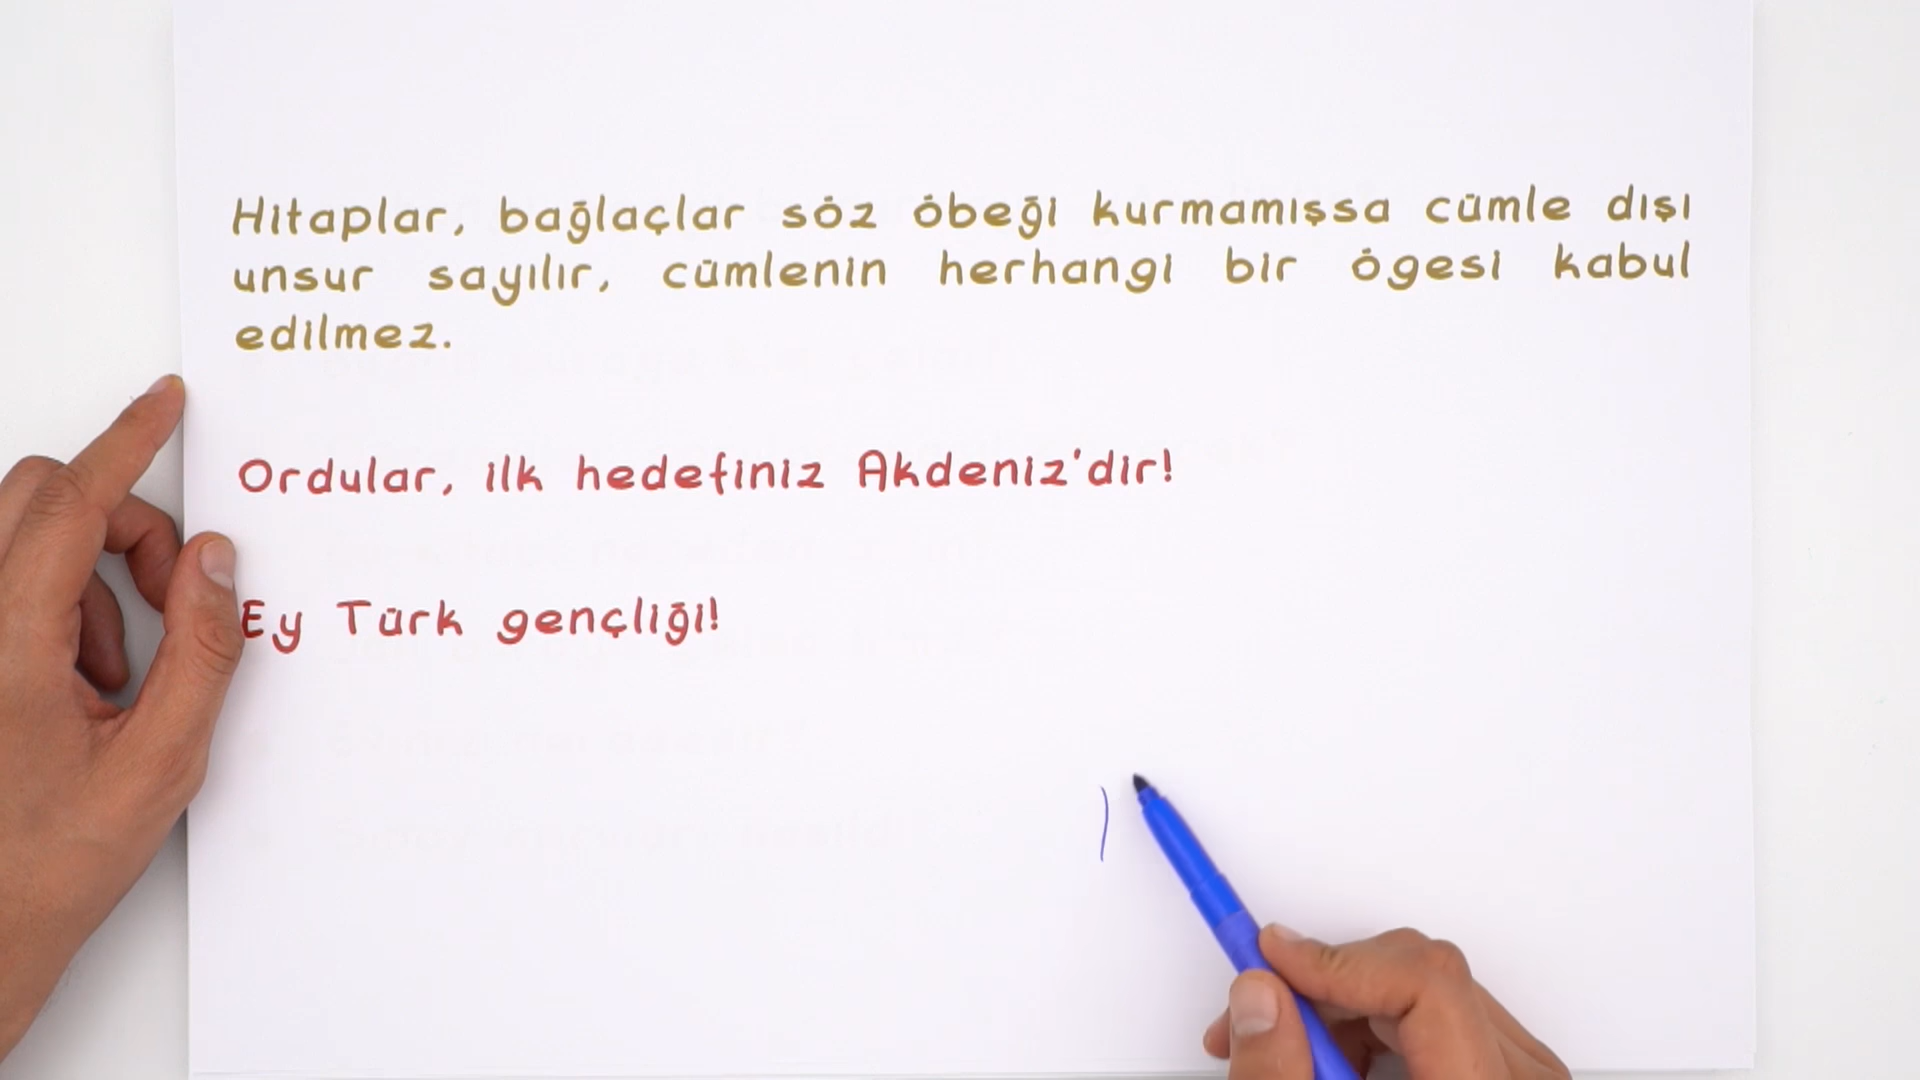 Hitaplar, bağlaçlar söz öbeği kurmamışsa cümle dışı
unsur sayılır, cümlenin herhangi bir ögesi kabul
edilmez.
Ordular, ilk hedefiniz Akdeniz'dir!
Ey Türk gençliği!